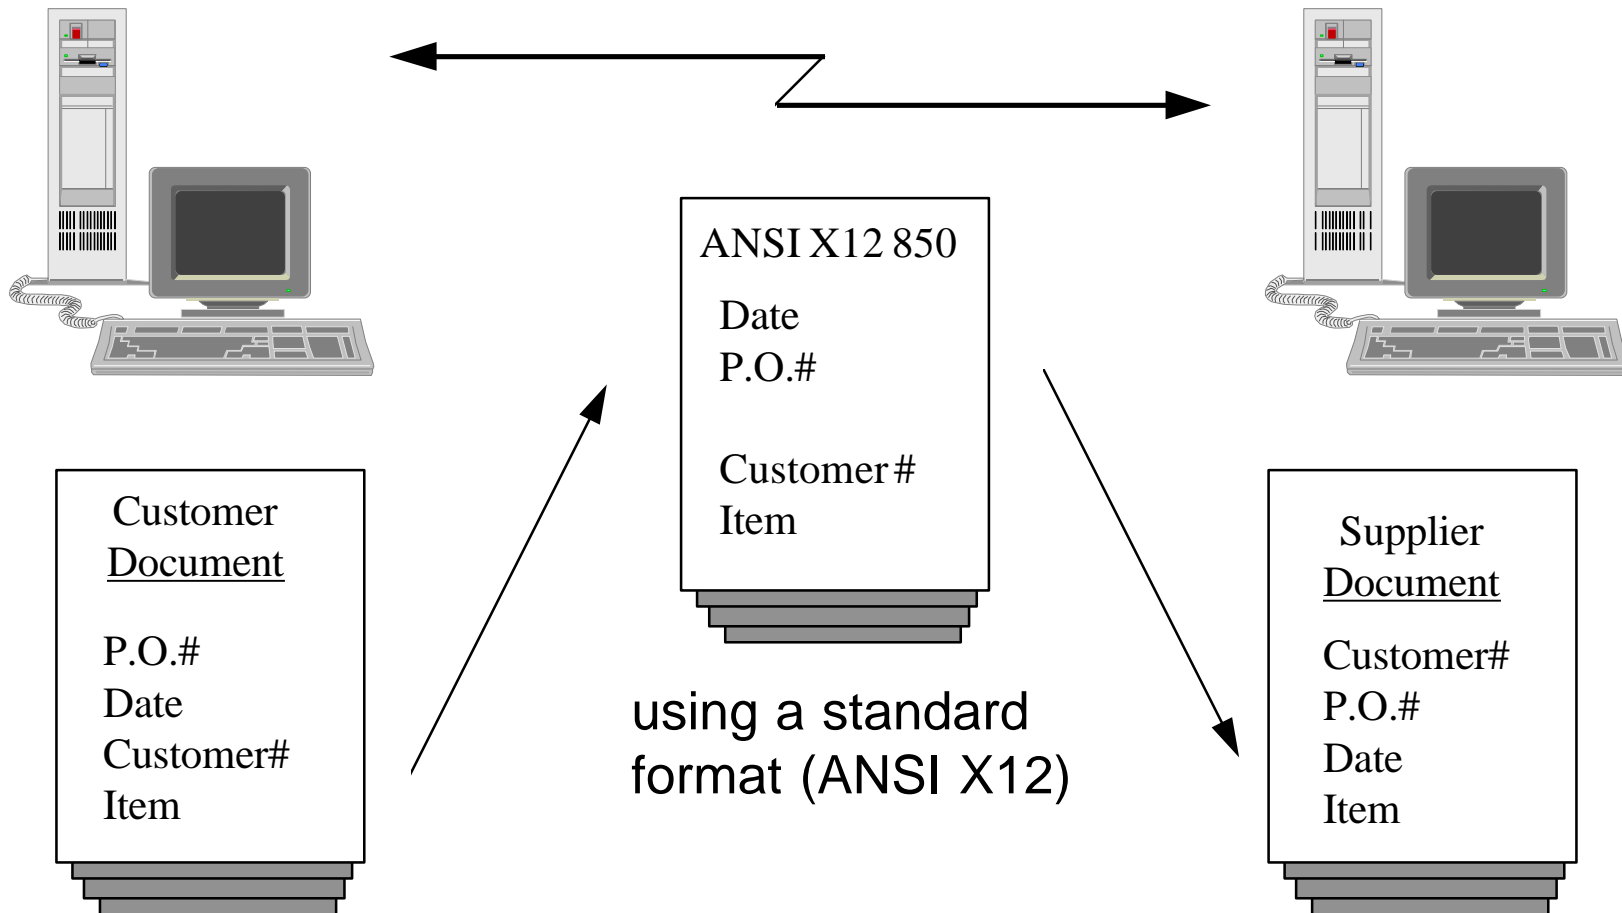 Customer
Document
P.O.#
Date
Customer#
Item
ANSI X12 850
Date
P.O.#
Customer #
Item
using a standard
format (ANSI X12)
Supplier
Document
Customer#
P.O.#
Date
Item